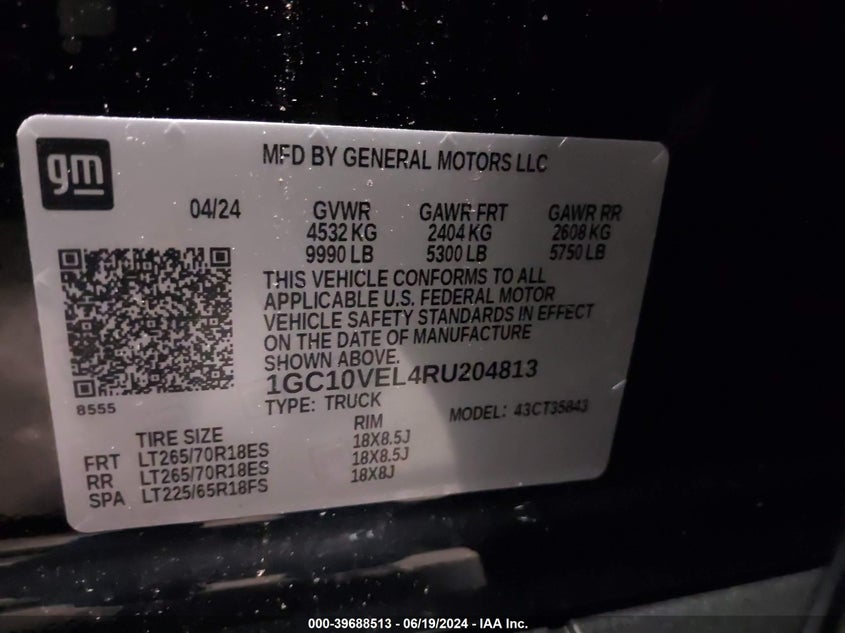 gm
MFD BY GENERAL MOTORS LLC
04/24 GVWR GAWR FRT GAWR RR
4532 KG 2404 KG 2608 KG
9990 LB 5300 LB 5750 LB
THIS VEHICLE CONFORMS TO ALL
APPLICABLE U.S. FEDERAL MOTOR
VEHICLE SAFETY STANDARDS IN EFFECT
ON THE DATE OF MANUFACTURE
SHOWN ABOVE.
1GC10VEL4RU204813
8555
TYPE: TRUCK MODEL: 43CT35843
TIRE SIZE RIM
FRT LT265/70R18ES 18X8.5J
RR LT265/70R18ES 18X8.5J
SPA LT225/65R18FS 18X8J
000-39688513 - 06/19/2024 - IAA Inc.